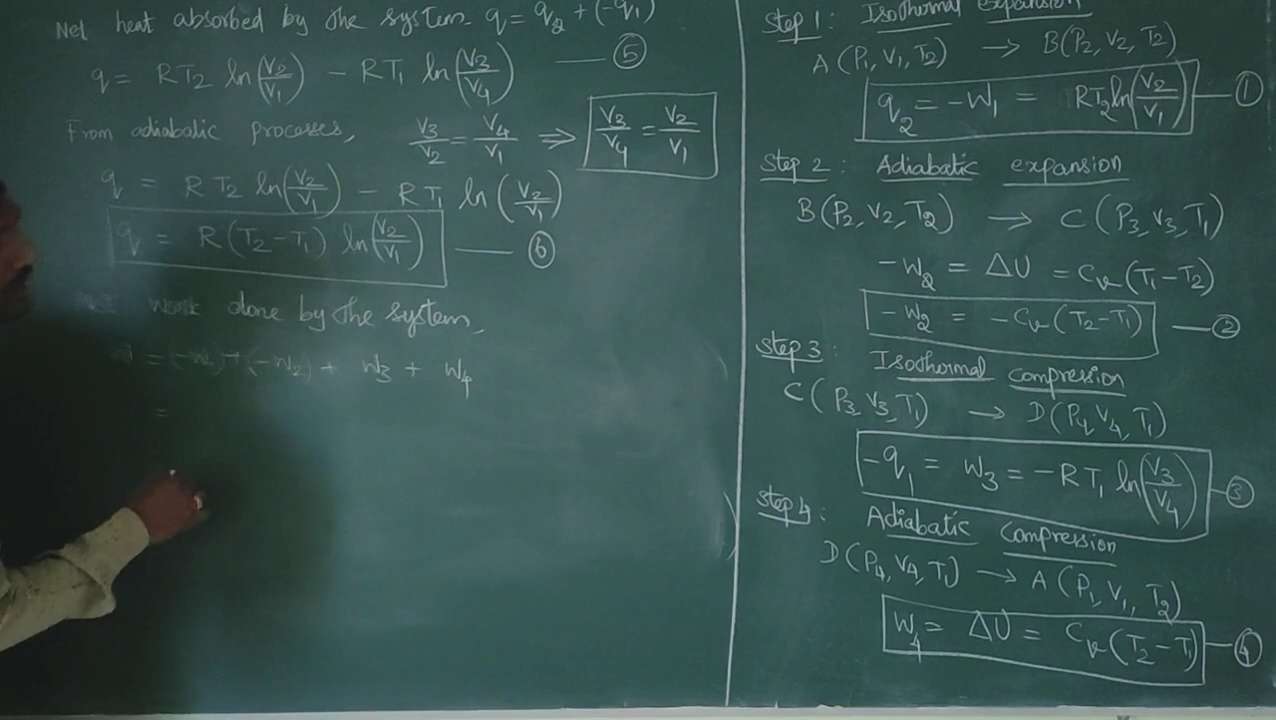 Net heat absorbed by the system. q = q₂ + (-q₁)
q = RT₂ ln(V₂/V₁) - RT₁ ln(V₃/V₄) — ⑤
From adiabatic processes, V₃/V₂ = V₄/V₁ ⇒ V₃/V₄ = V₂/V₁
q = RT₂ ln(V₂/V₁) - RT₁ ln(V₂/V₁)
q = R(T₂-T₁) ln(V₂/V₁) — ⑥
Net work done by the system,
= (-w₁) + (-w₂) + w₃ + w₄
=
Step 1: Isothermal expansion
A(P₁, V₁, T₂) → B(P₂, V₂, T₂)
q₂ = -W₁ = RT₂ ln(V₂/V₁) — ①
Step 2: Adiabatic expansion
B(P₂, V₂, T₂) → C(P₃, V₃, T₁)
-W₂ = ΔU = Cᵥ(T₁-T₂)
-W₂ = -Cᵥ(T₂-T₁) — ②
Step 3: Isothermal compression
C(P₃, V₃, T₁) → D(P₄, V₄, T₁)
-q₁ = W₃ = -RT₁ ln(V₃/V₄) — ③
Step 4: Adiabatic compression
D(P₄, V₄, T₁) → A(P₁, V₁, T₂)
W₄ = ΔU = Cᵥ(T₂-T₁) — ④